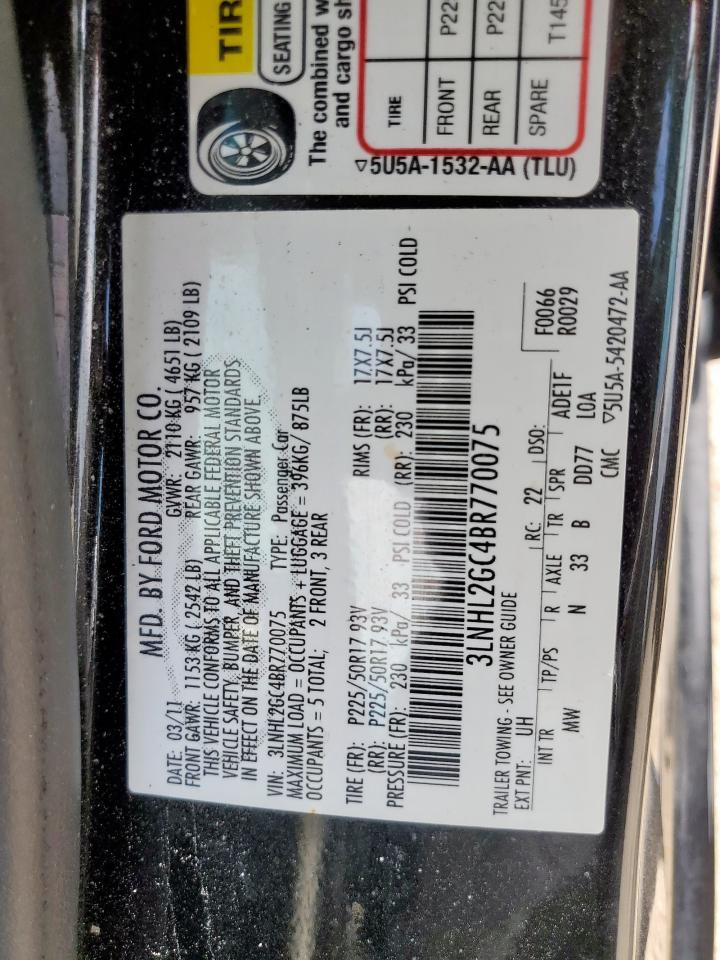 MFD. BY FORD MOTOR CO.
DATE: 03/11 GVWR: 2110 KG ( 4651 LB)
FRONT GAWR: 1153 KG ( 2542 LB) REAR GAWR: 957 KG ( 2109 LB)
THIS VEHICLE CONFORMS TO ALL APPLICABLE FEDERAL MOTOR
VEHICLE SAFETY, BUMPER, AND THEFT PREVENTION STANDARDS
IN EFFECT ON THE DATE OF MANUFACTURE SHOWN ABOVE.
VIN: 3LNHL2GC4BR770075 TYPE: Passenger Car
MAXIMUM LOAD = OCCUPANTS + LUGGAGE = 396KG/ 875LB
OCCUPANTS = 5 TOTAL; 2 FRONT, 3 REAR
TIRE (FR): P225/50R17 93V RIMS (FR): 17X7.5J
(RR): P225/50R17 93V (RR): 17X7.5J
PRESSURE (FR): 230 kPa/ 33 PSI COLD (RR): 230 kPa/ 33 PSI COLD
3LNHL2GC4BR770075
TRAILER TOWING - SEE OWNER GUIDE
EXT PNT: UH RC: 22 DSO: F0066
R0029
INT TR TP/PS R AXLE TR SPR
MW N 33 B DD77 ADE1F
L0A
CMC ▽5U5A-5420472-AA
TIR
SEATING
The combined w
and cargo sh
TIRE
FRONT P22
REAR P22
SPARE T145
▽5U5A-1532-AA (TLU)